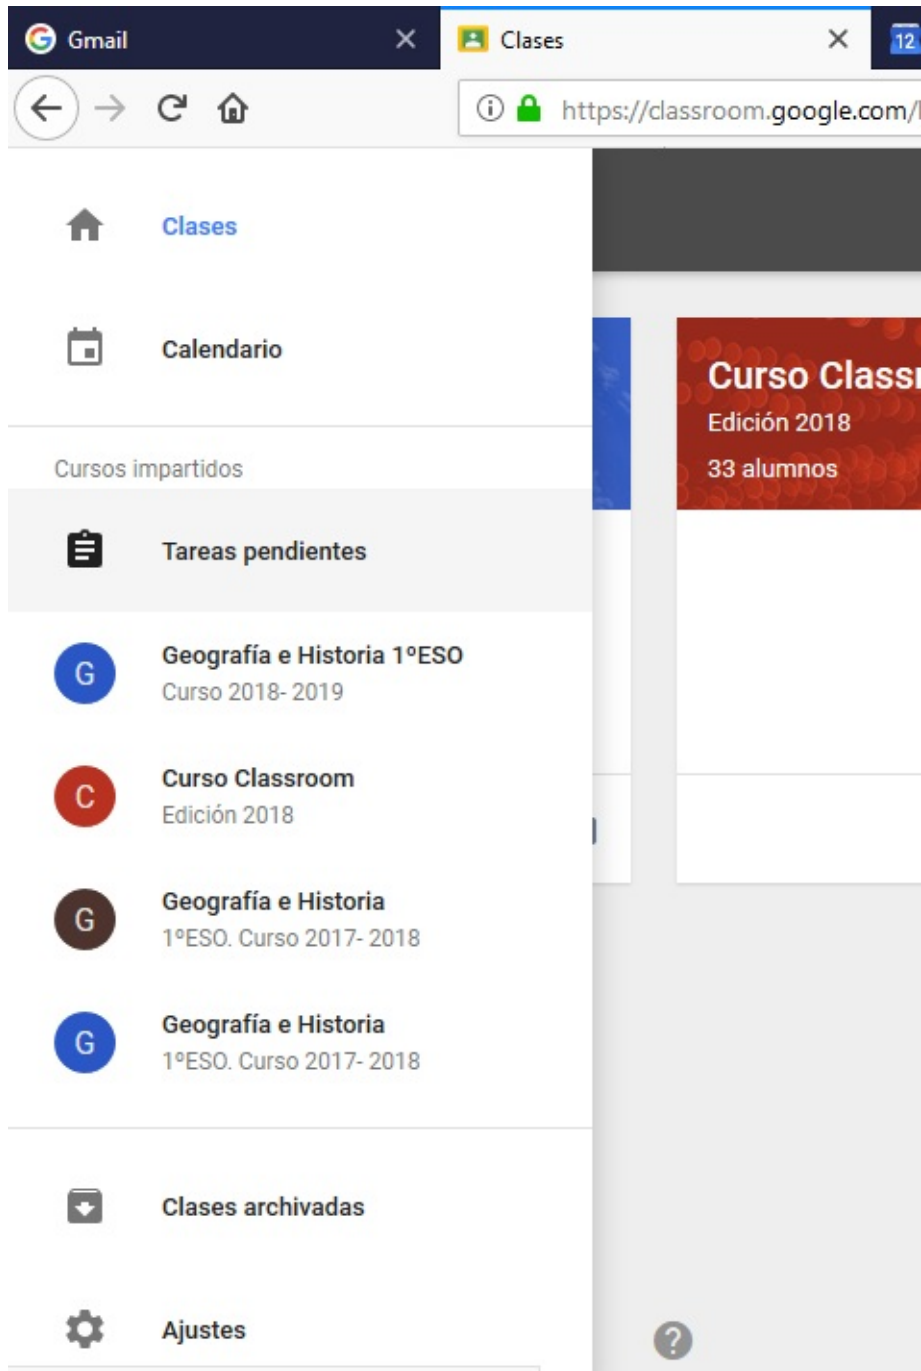 Gmail
Clases
12
https://classroom.google.com/
Clases
Calendario
Cursos impartidos
Tareas pendientes
G
Geografía e Historia 1ºESO
Curso 2018- 2019
C
Curso Classroom
Edición 2018
G
Geografía e Historia
1ºESO. Curso 2017- 2018
G
Geografía e Historia
1ºESO. Curso 2017- 2018
Clases archivadas
Ajustes
Curso
Edición 2018
33 alumnos
?